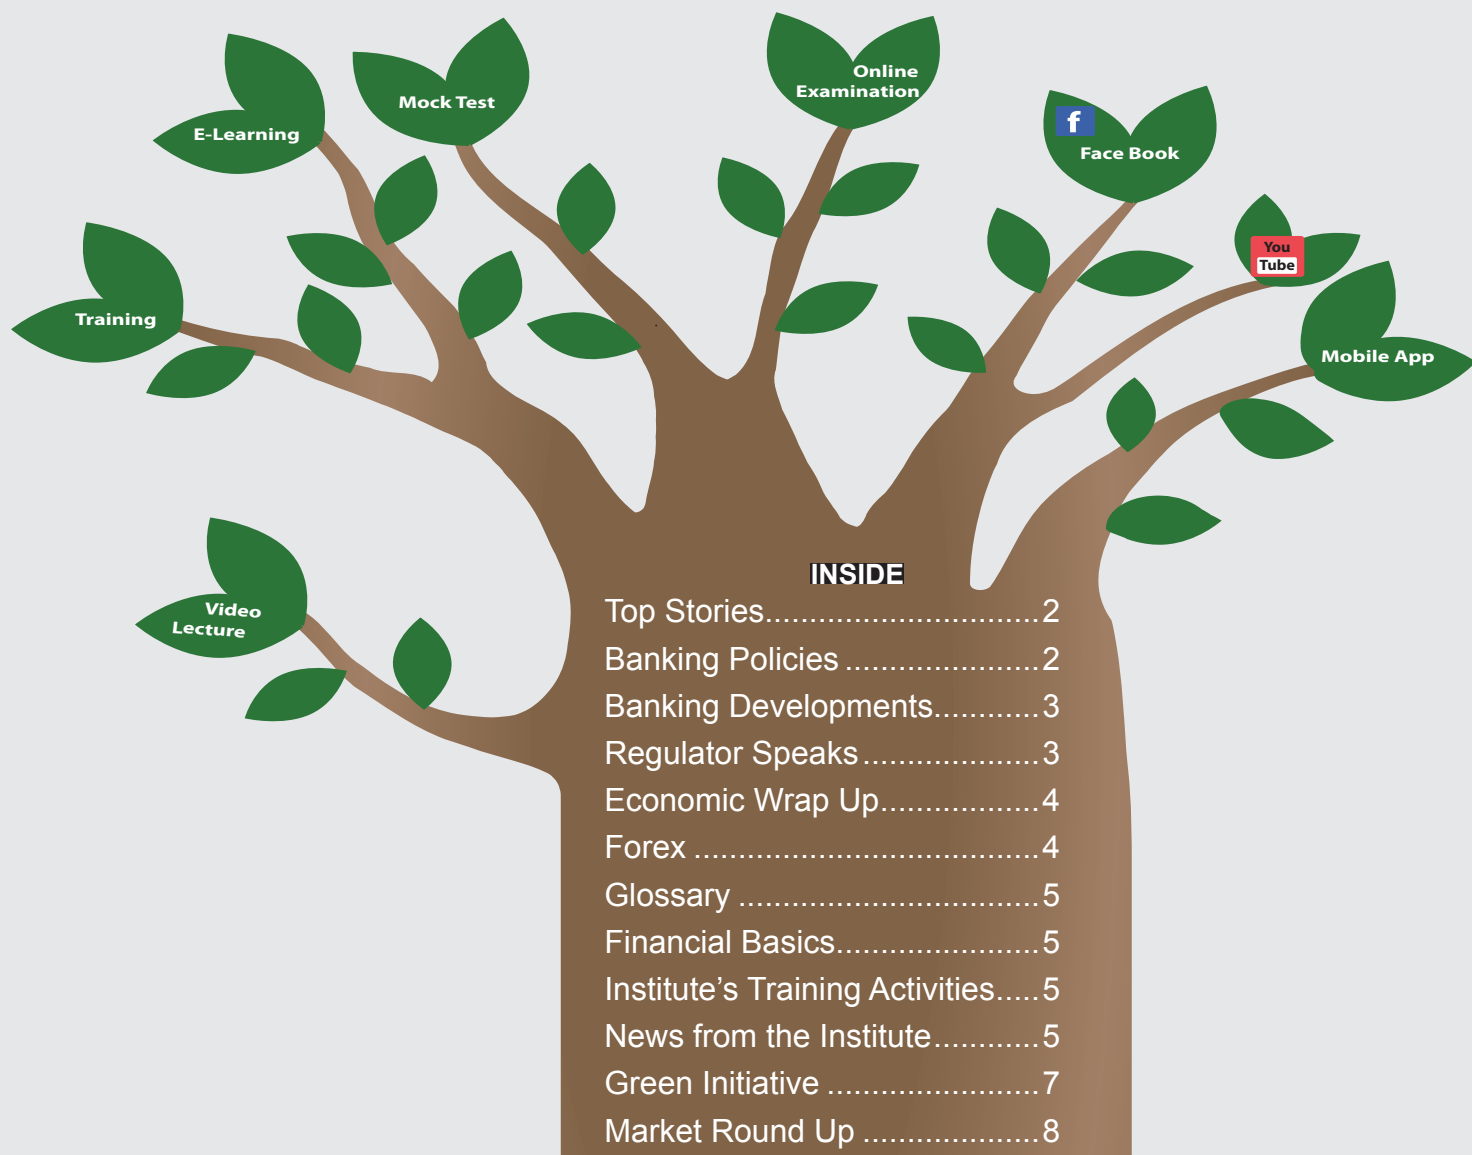 Online
Examination
Mock Test
E-Learning
f
Face Book
You
Tube
Training
Mobile App
Video
Lecture
INSIDE
Top Stories...............................2
Banking Policies ......................2
Banking Developments............3
Regulator Speaks ....................3
Economic Wrap Up..................4
Forex .......................................4
Glossary ..................................5
Financial Basics.......................5
Institute’s Training Activities.....5
News from the Institute............5
Green Initiative ........................7
Market Round Up ....................8